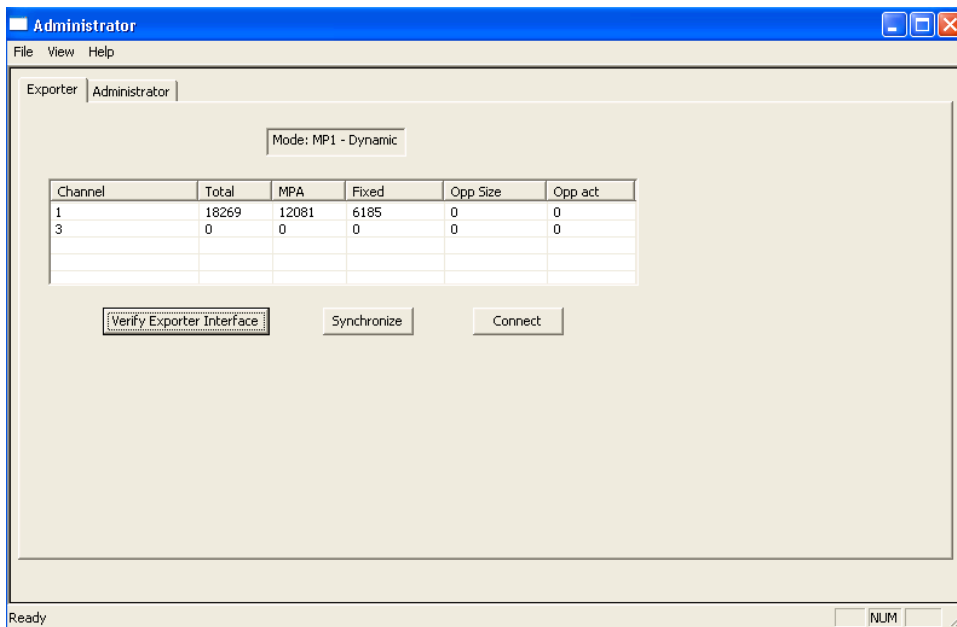 Administrator
File View Help
Exporter Administrator
Mode: MP1 - Dynamic
Channel Total MPA Fixed Opp Size Opp act
1 18269 12081 6185 0 0
3 0 0 0 0 0
Verify Exporter Interface Synchronize Connect
Ready NUM